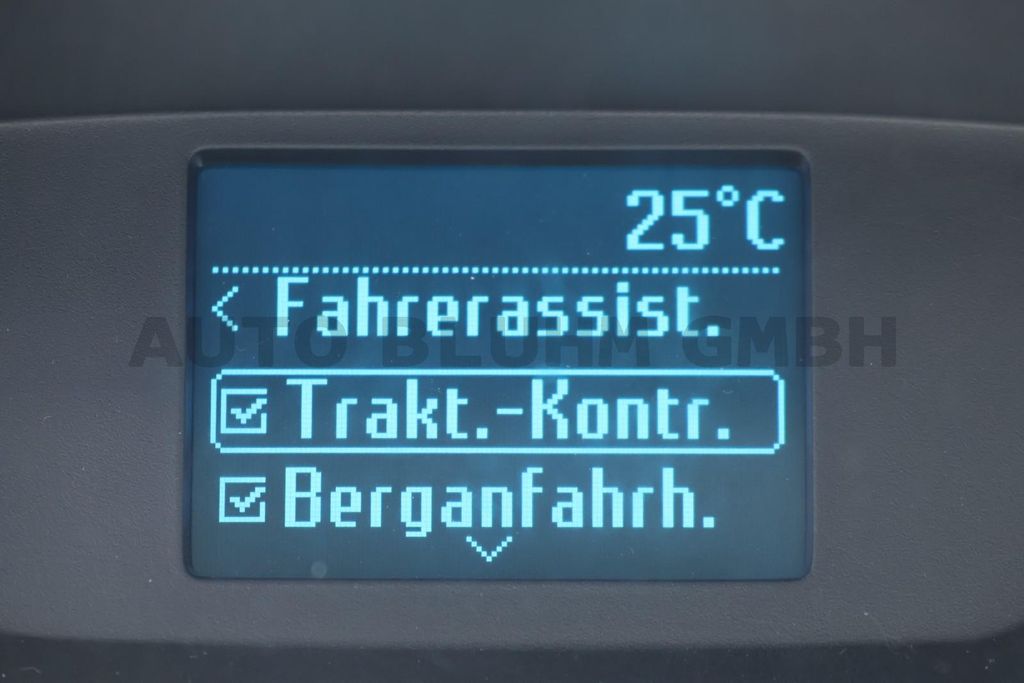 25°C
< Fahrerassist.
AUTO BLUHM GMBH
Trakt.-Kontr.
Berganfahrh.